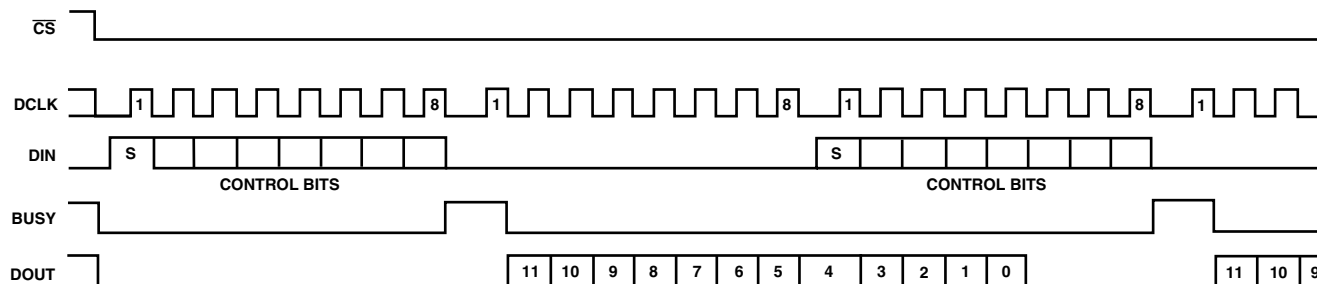 CS
DCLK 1 8 1 8 1 8 1
DIN S S
CONTROL BITS CONTROL BITS
BUSY
DOUT 11 10 9 8 7 6 5 4 3 2 1 0 11 10 9